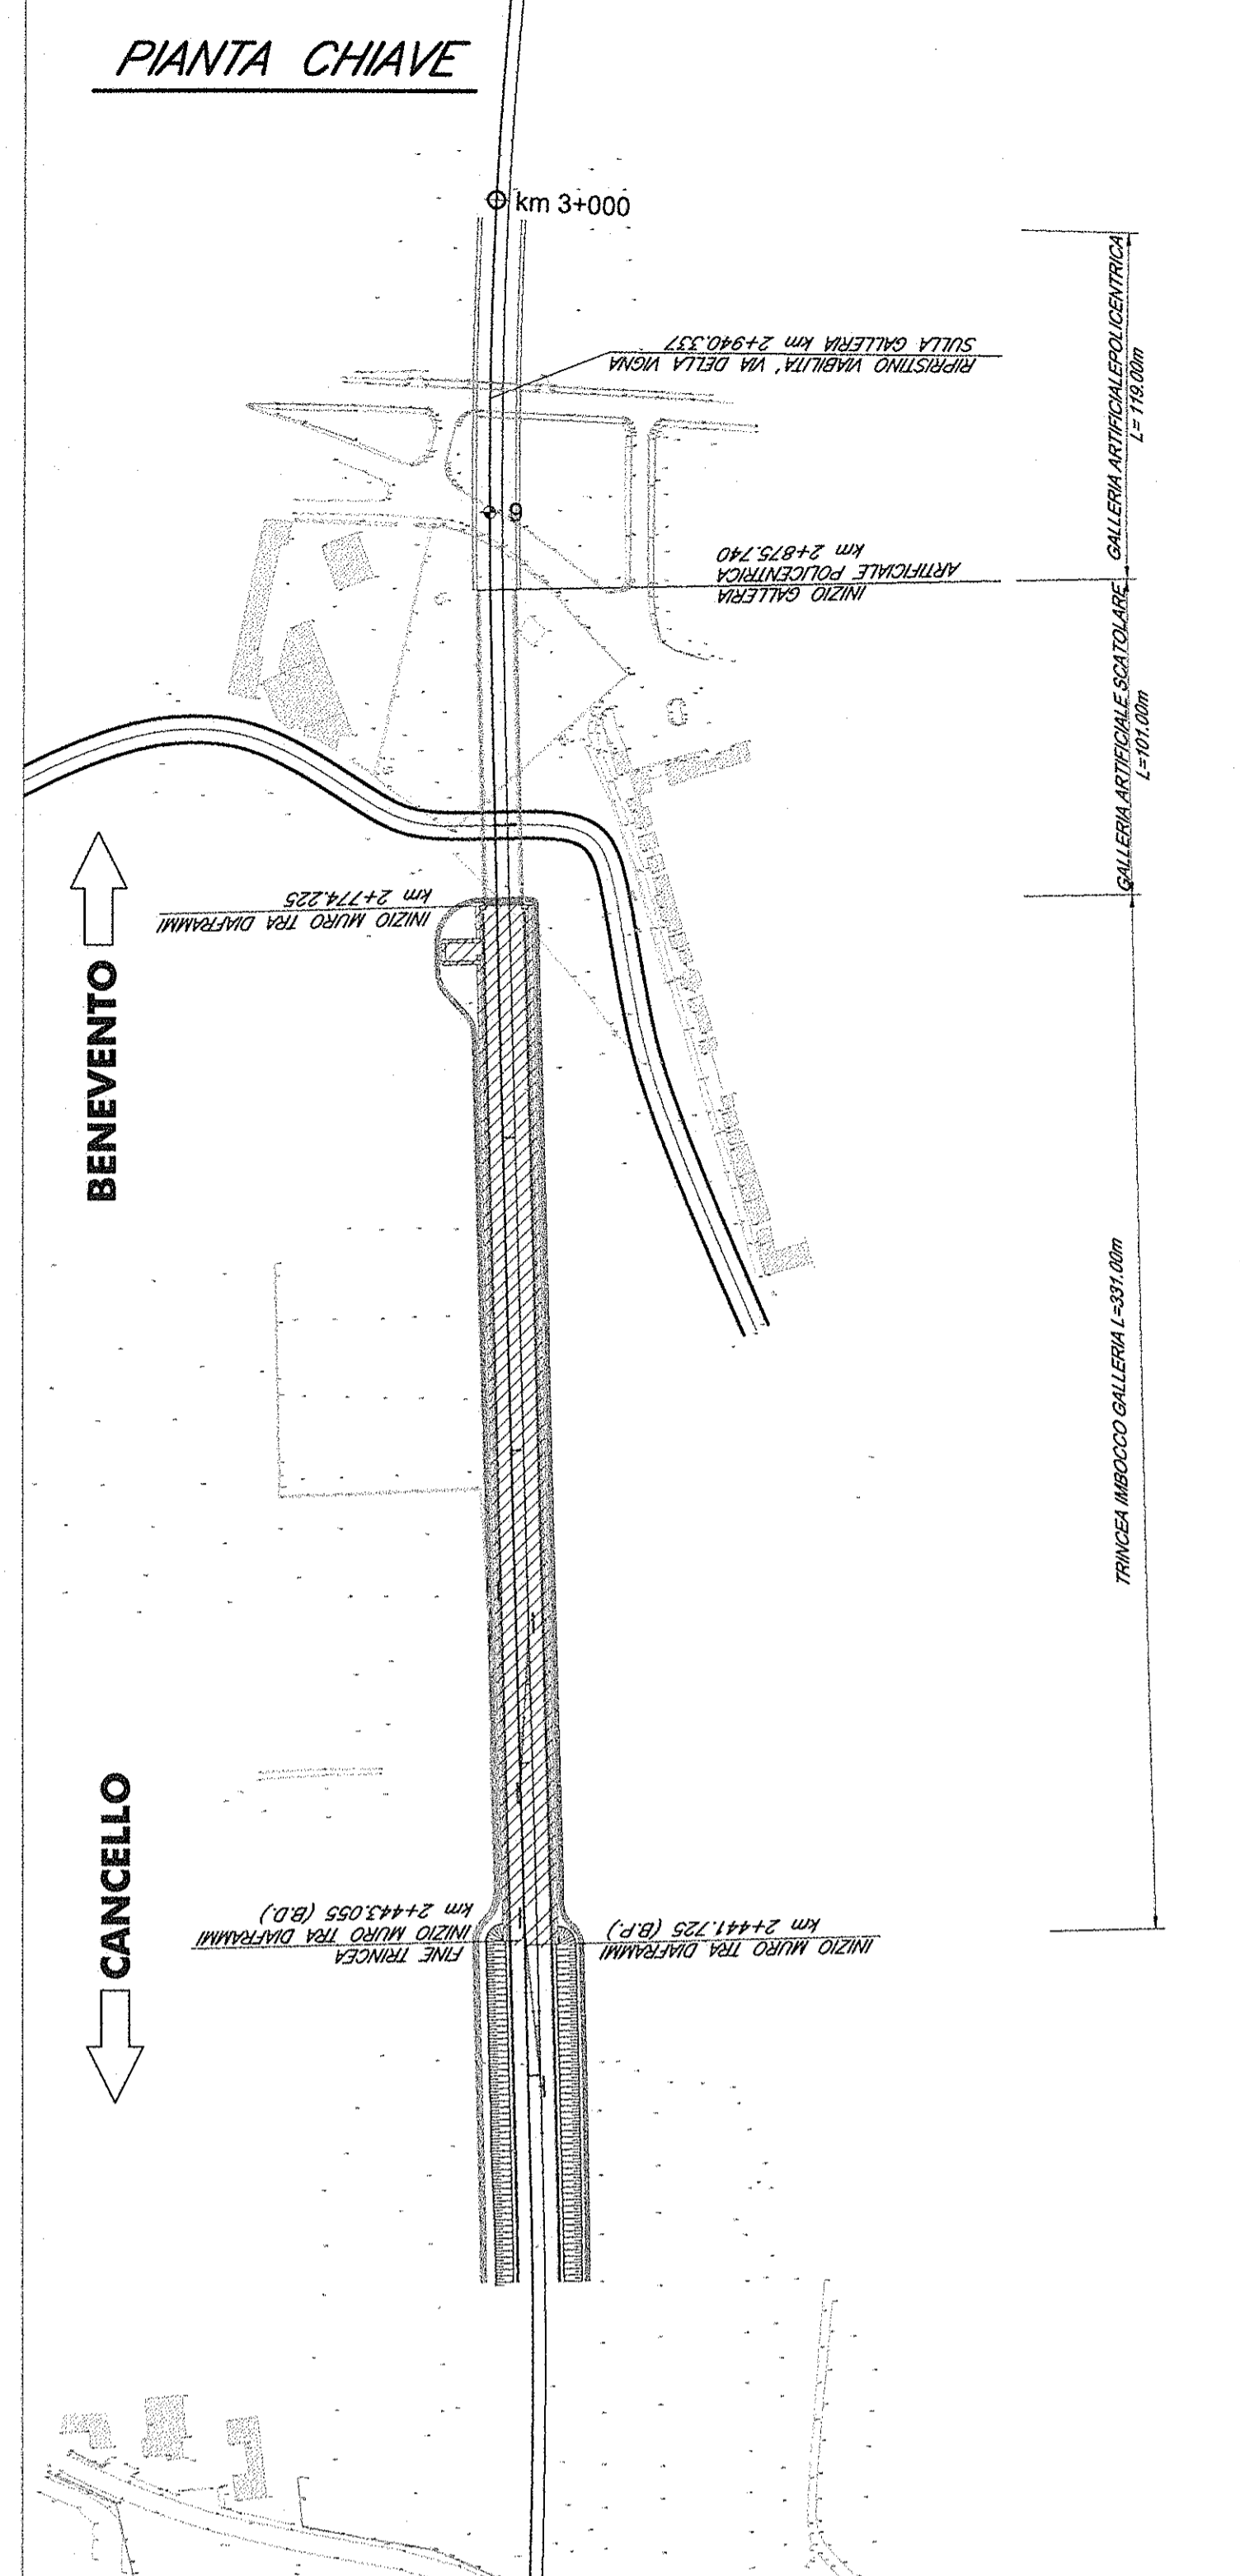 PIANTA CHIAVE
km 3+000
RIPRISTINO VIABILITA' VIA DELLA VIGNA
SULLA GALLERIA km 2+940.337
9
INIZIO GALLERIA
ARTIFICIALE POLICENTRICA
km 2+875.740
INIZIO MURO TRA DIAFRAMMI
km 2+774.225
BENEVENTO
CANCELLO
FINE TRINCEA
INIZIO MURO TRA DIAFRAMMI
km 2+443.055 (B.D.)
INIZIO MURO TRA DIAFRAMMI
km 2+441.725 (B.P.)
GALLERIA ARTIFICIALEPOLICENTRICA
L= 119.00m
GALLERIA ARTIFICIALE SCATOLARE
L=101.00m
TRINCEA IMBOCCO GALLERIA L=331.00m